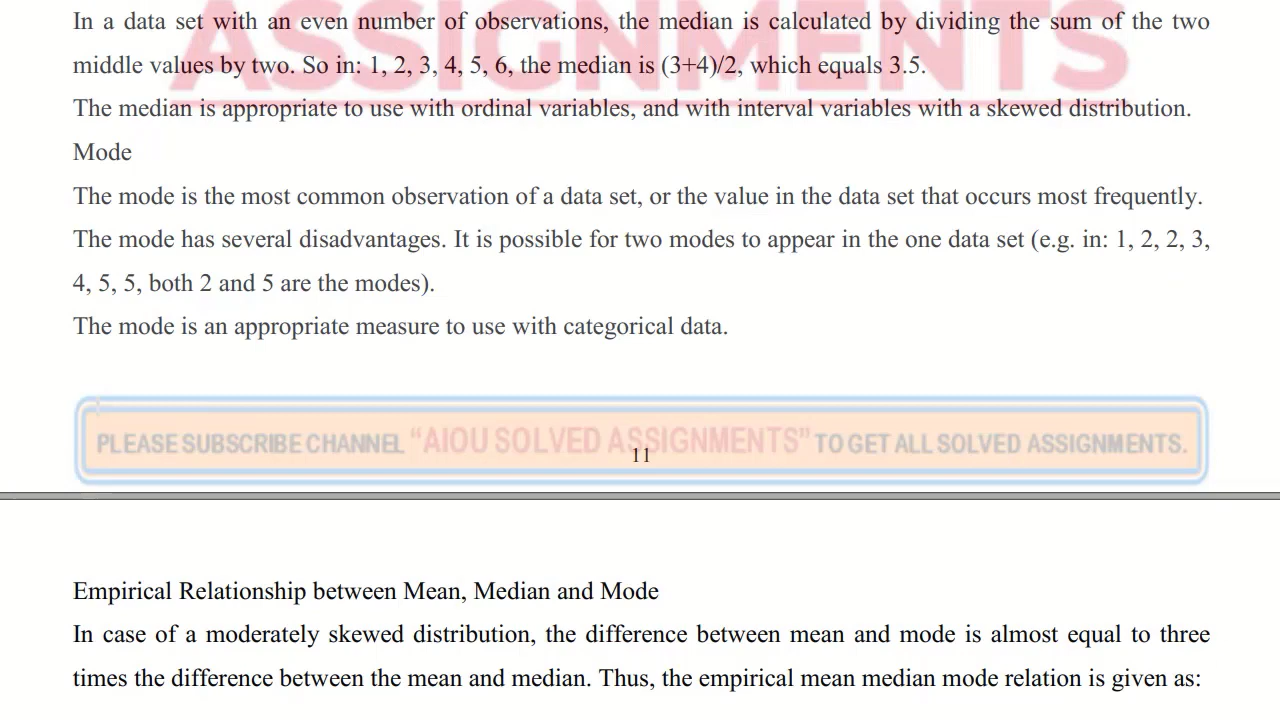 ASSIGNMENTS
In a data set with an even number of observations, the median is calculated by dividing the sum of the two
middle values by two. So in: 1, 2, 3, 4, 5, 6, the median is (3+4)/2, which equals 3.5.
The median is appropriate to use with ordinal variables, and with interval variables with a skewed distribution.
Mode
The mode is the most common observation of a data set, or the value in the data set that occurs most frequently.
The mode has several disadvantages. It is possible for two modes to appear in the one data set (e.g. in: 1, 2, 2, 3,
4, 5, 5, both 2 and 5 are the modes).
The mode is an appropriate measure to use with categorical data.
PLEASE SUBSCRIBE CHANNEL “AIOU SOLVED ASSIGNMENTS” TO GET ALL SOLVED ASSIGNMENTS.
11
Empirical Relationship between Mean, Median and Mode
In case of a moderately skewed distribution, the difference between mean and mode is almost equal to three
times the difference between the mean and median. Thus, the empirical mean median mode relation is given as: